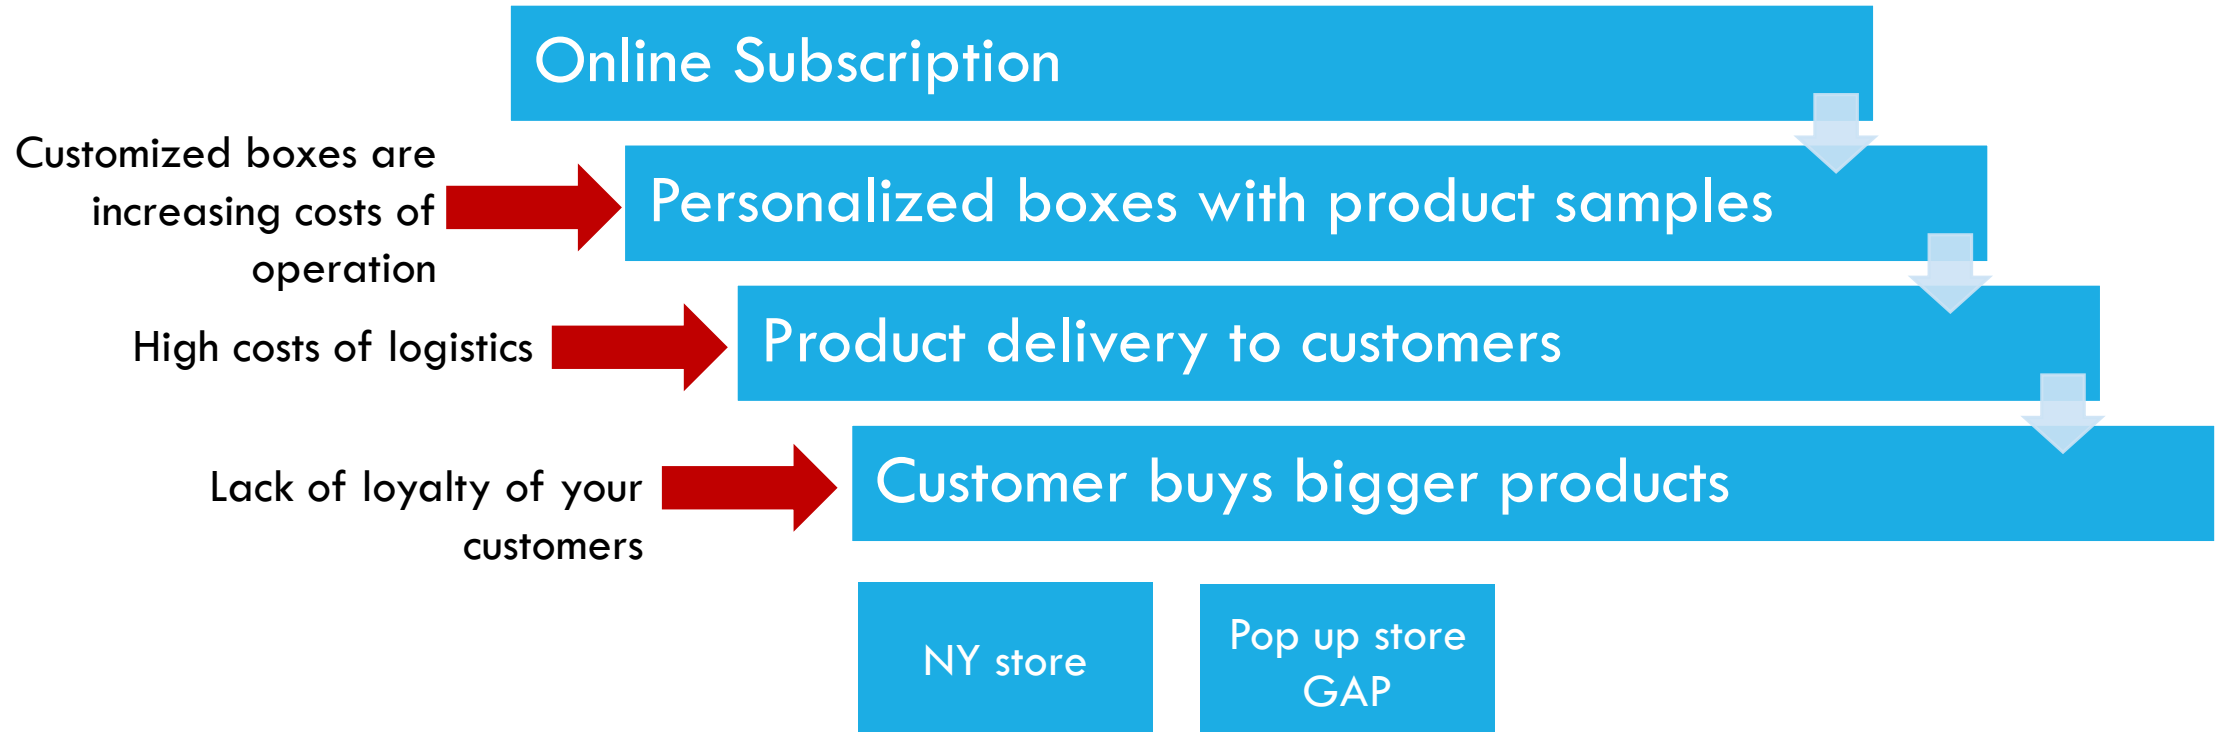 Online Subscription
Customized boxes are
increasing costs of
operation
Personalized boxes with product samples
High costs of logistics
Product delivery to customers
Lack of loyalty of your
customers
Customer buys bigger products
NY store
Pop up store
GAP